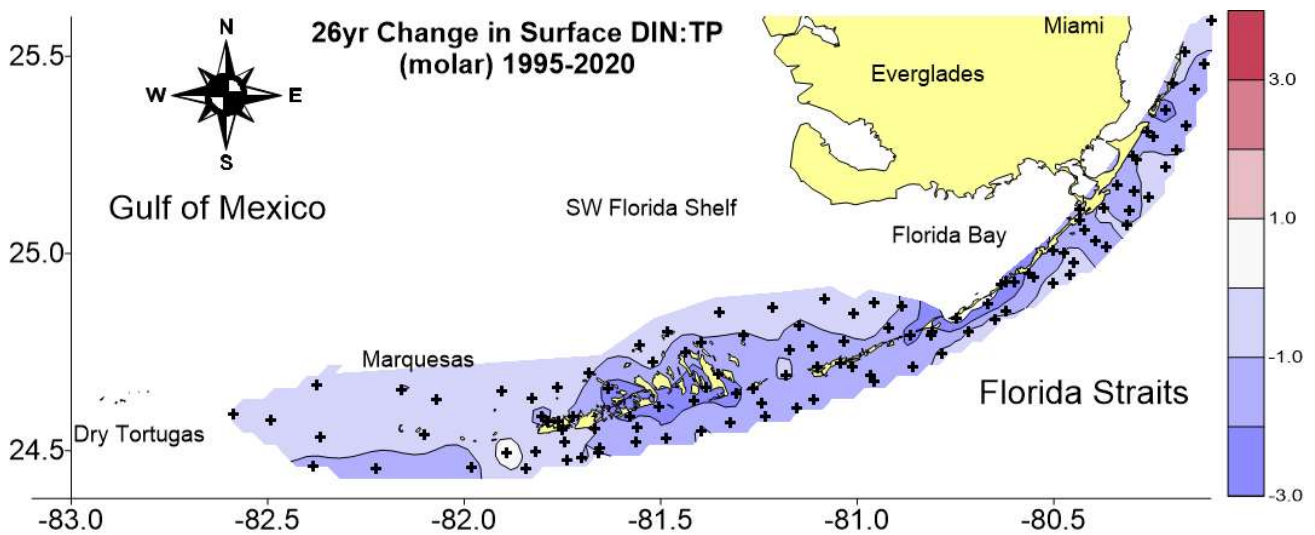 26yr Change in Surface DIN:TP
(molar) 1995-2020
N
W
E
S
Miami
Everglades
Gulf of Mexico
SW Florida Shelf
Florida Bay
Marquesas
Florida Straits
Dry Tortugas
25.5
25.0
24.5
-83.0
-82.5
-82.0
-81.5
-81.0
-80.5
3.0
1.0
-1.0
-3.0